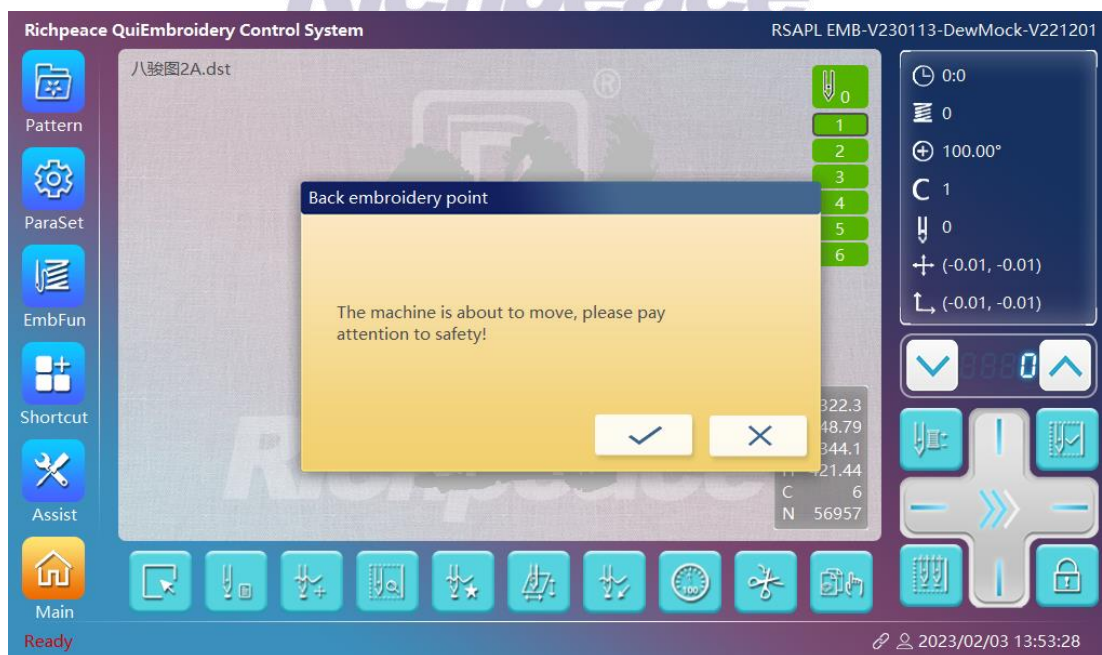 Richpeace QuiEmbroidery Control System
RSAPL EMB-V230113-DewMock-V221201
Pattern
ParaSet
EmbFun
Shortcut
Assist
Main
八骏图2A.dst
®
0
1
2
3
4
5
6
Back embroidery point
The machine is about to move, please pay
attention to safety!
322.3
48.79
344.1
421.44
C 6
N 56957
Richpeace
0:0
0
100.00°
C 1
0
(-0.01, -0.01)
(-0.01, -0.01)
0
100
Ready
2023/02/03 13:53:28